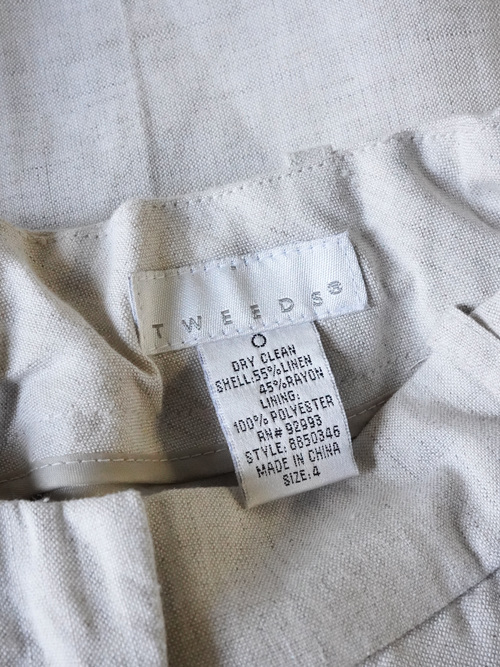 TWEEDS®
DRY CLEAN
SHELL:55%LINEN
45%RAYON
LINING:
100% POLYESTER
RN# 92993
STYLE: 8850346
MADE IN CHINA
SIZE: 4